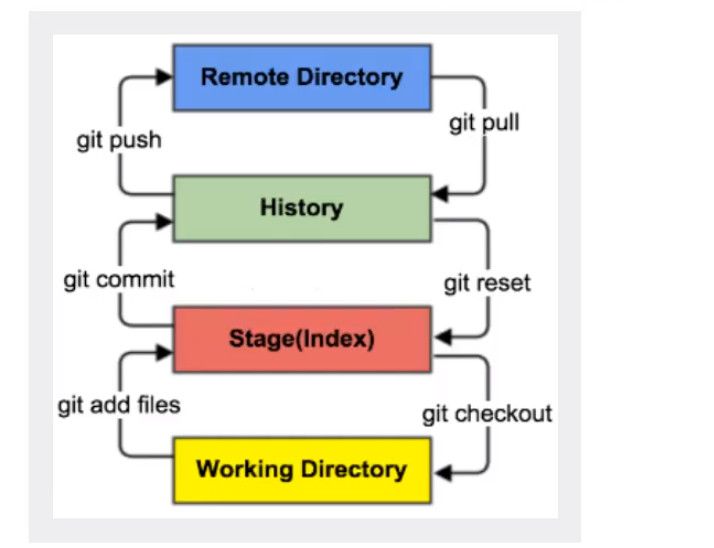 Remote Directory
git pull
git push
History
git commit
git reset
Stage(Index)
git add files
git checkout
Working Directory